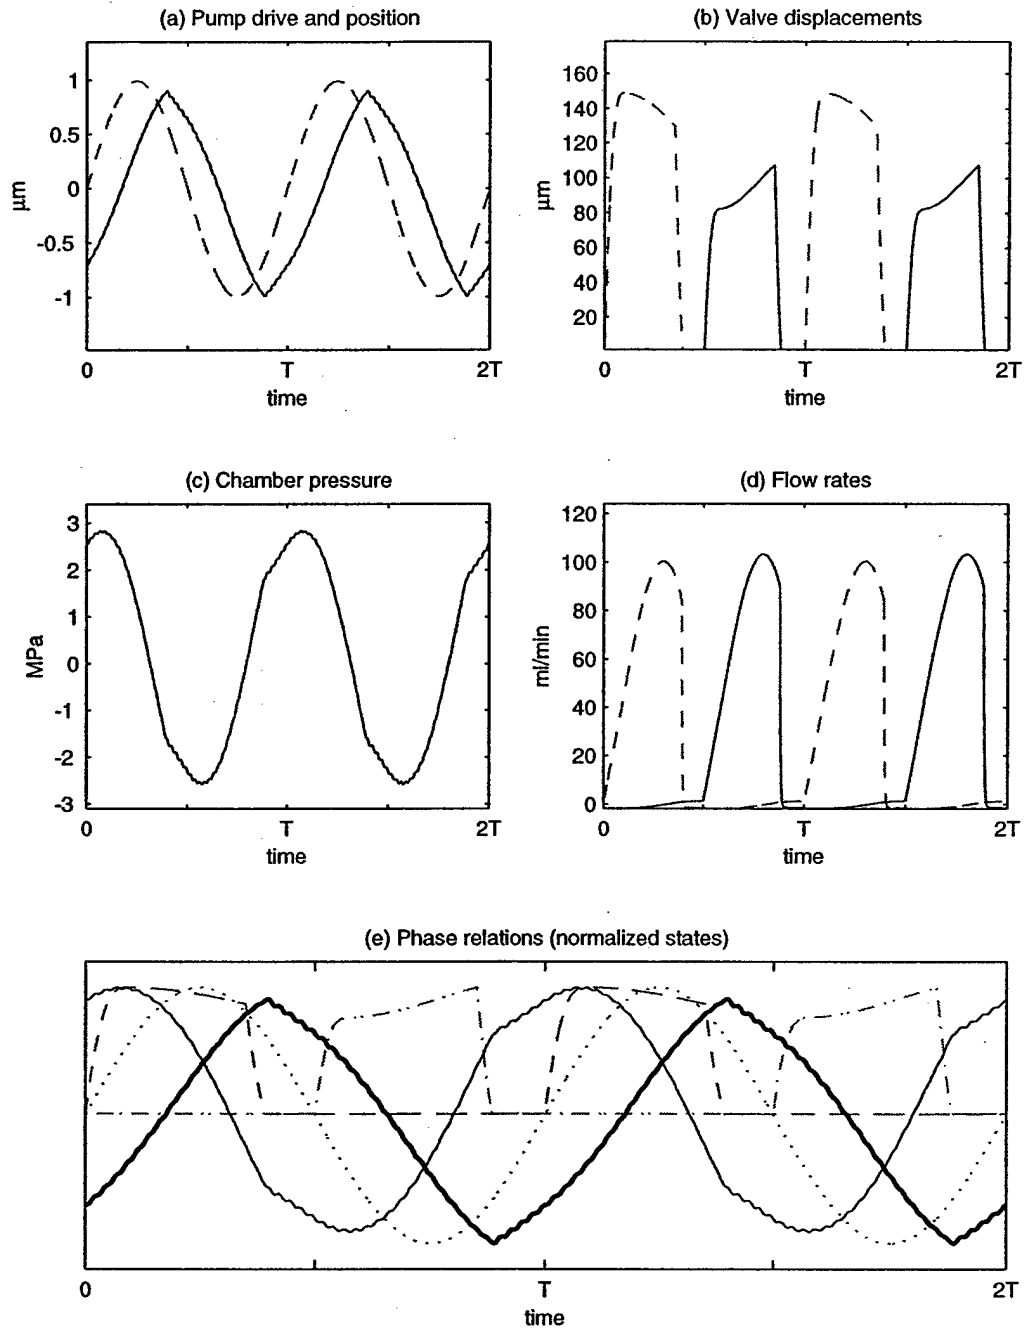 (a) Pump drive and position
(b) Valve displacements
1
0.5
0
-0.5
-1
μm
0
T
2T
time
160
140
120
100
80
60
40
20
μm
0
T
2T
time
(c) Chamber pressure
(d) Flow rates
3
2
1
0
-1
-2
-3
MPa
0
T
2T
time
120
100
80
60
40
20
0
ml/min
0
T
2T
time
(e) Phase relations (normalized states)
0
T
2T
time